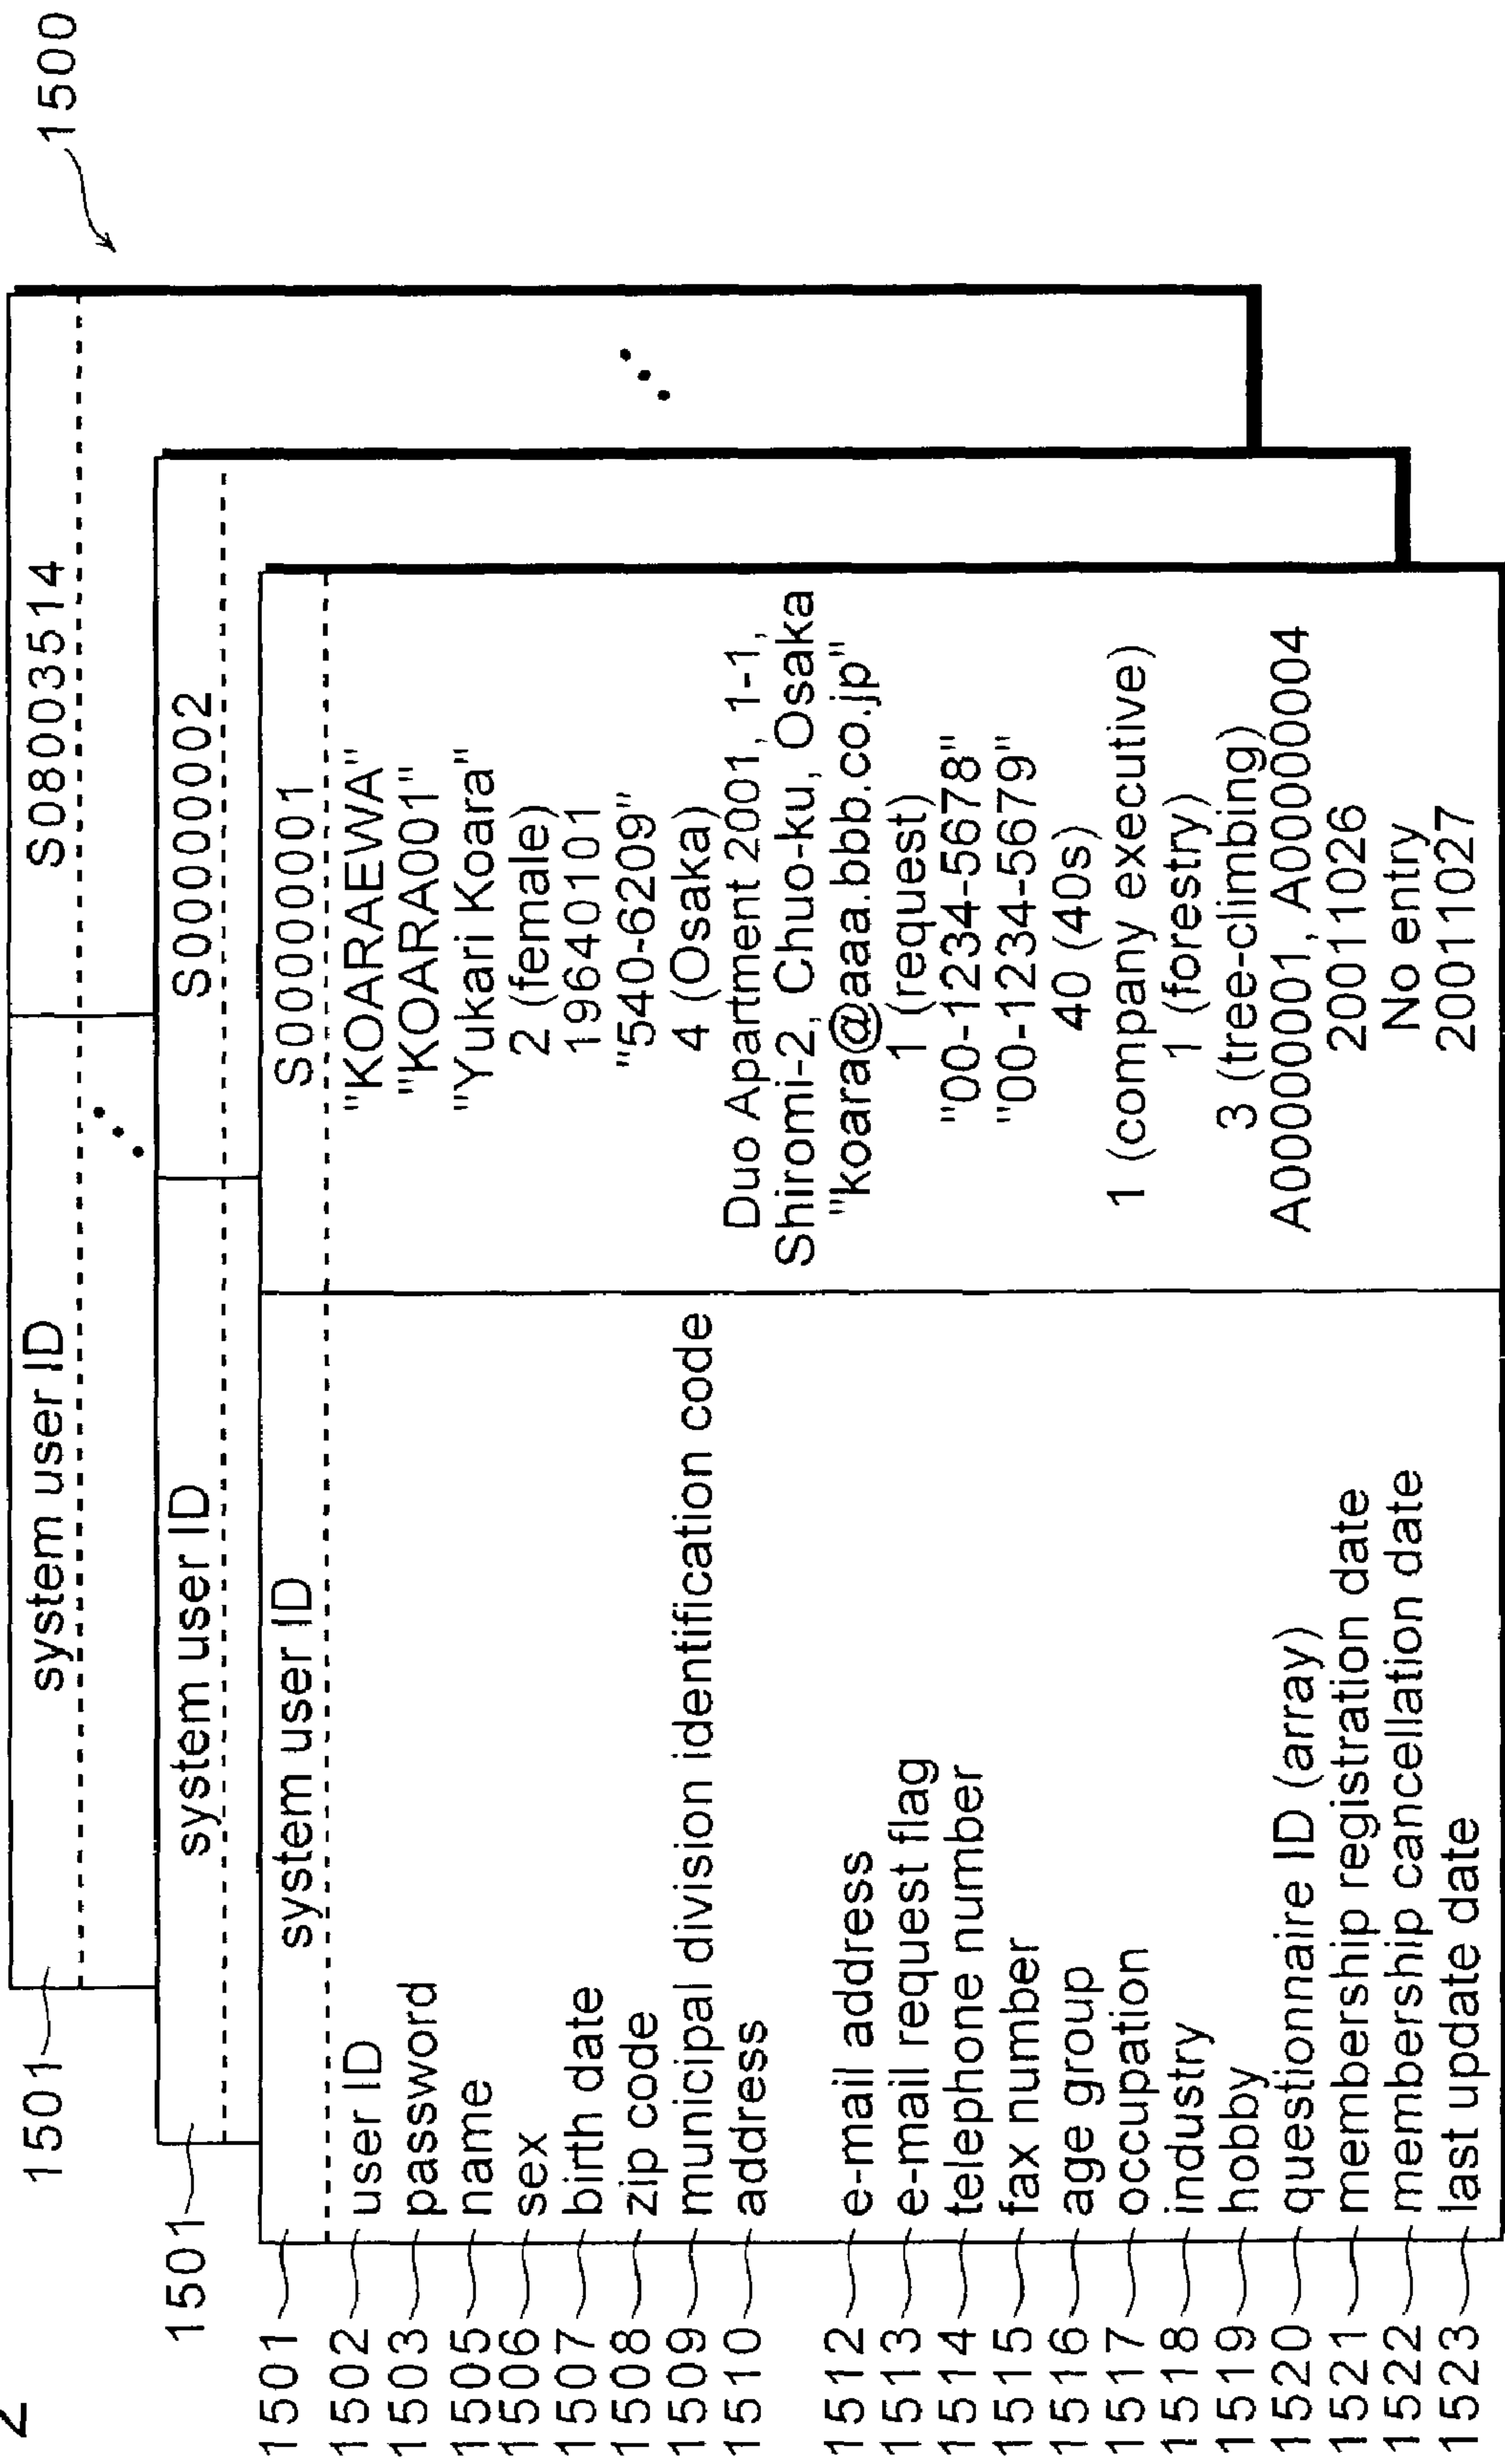 2
1500
1501 system user ID S08003514
1501 system user ID S00000002
1501 system user ID S00000001
1502 user ID "KOARAEWA"
1503 password "KOARA001"
1505 name "Yukari Koara"
1506 sex 2 (female)
1507 birth date 19640101
1508 zip code "540-6209"
1509 municipal division identification code 4 (Osaka)
1510 address Duo Apartment 2001, 1-1,
Shiromi-2, Chuo-ku, Osaka
1512 e-mail address "koara@aaa.bbb.co.jp"
1513 e-mail request flag 1 (request)
1514 telephone number "00-1234-5678"
1515 fax number "00-1234-5679"
1516 age group 40 (40s)
1517 occupation 1 (company executive)
1518 industry 1 (forestry)
1519 hobby 3 (tree-climbing)
1520 questionnaire ID (array) A0000001, A0000004
1521 membership registration date 20011026
1522 membership cancellation date No entry
1523 last update date 20011027